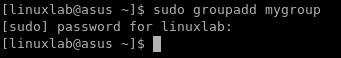 [linuxlab@asus ~]$ sudo groupadd mygroup
[sudo] password for linuxlab:
[linuxlab@asus ~]$